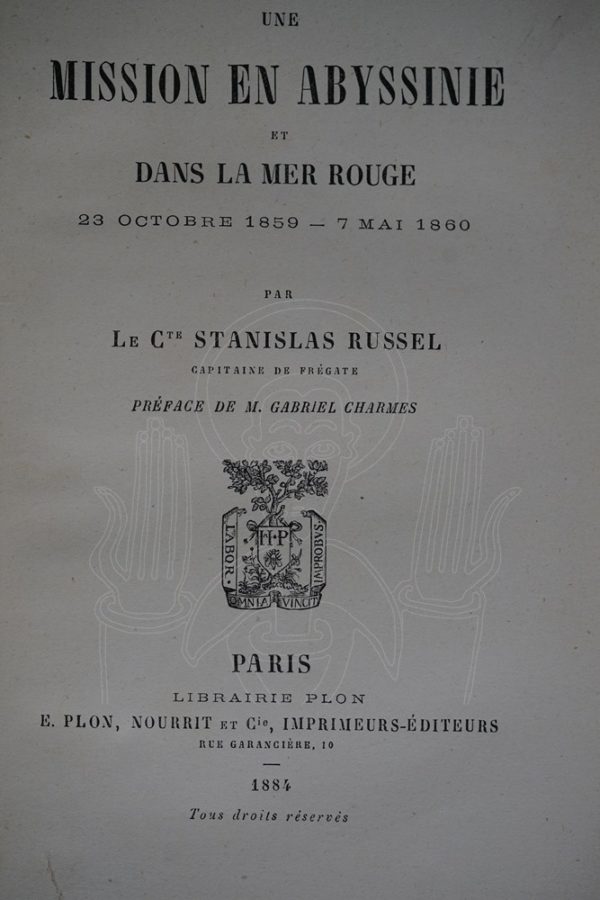 UNE
MISSION EN ABYSSINIE
ET
DANS LA MER ROUGE
23 OCTOBRE 1859 — 7 MAI 1860
PAR
LE CTE STANISLAS RUSSEL
CAPITAINE DE FRÉGATE
PRÉFACE DE M. GABRIEL CHARMES
H·P
LABOR
IMPROBVS
OMNIA VINCIT
PARIS
LIBRAIRIE PLON
E. PLON, NOURRIT ET Cie, IMPRIMEURS-ÉDITEURS
RUE GARANCIÈRE, 10
1884
Tous droits réservés